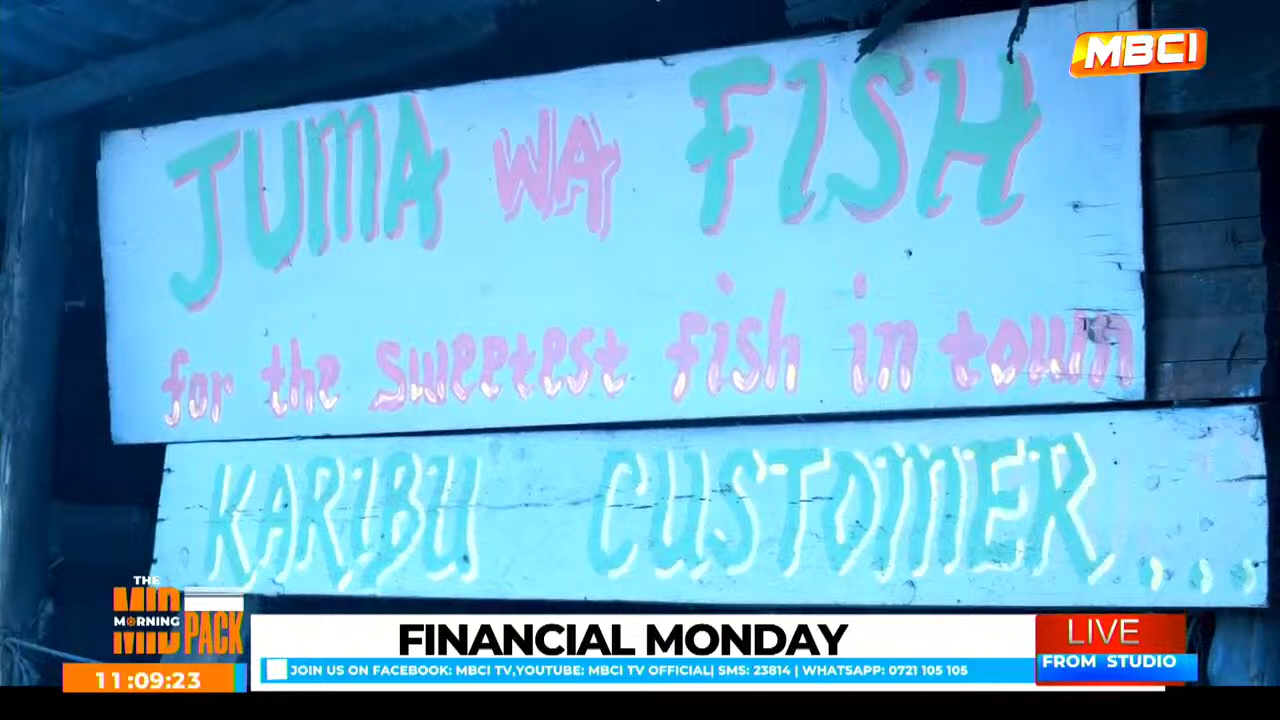 MBCI
JUMA WA FISH
for the sweetest fish in town
KARIBU CUSTOMER...
THE
MID
MORNING
PACK
FINANCIAL MONDAY
LIVE
JOIN US ON FACEBOOK: MBCI TV,YOUTUBE: MBCI TV OFFICIAL| SMS: 23814 | WHATSAPP: 0721 105 105
FROM STUDIO
11:09:23